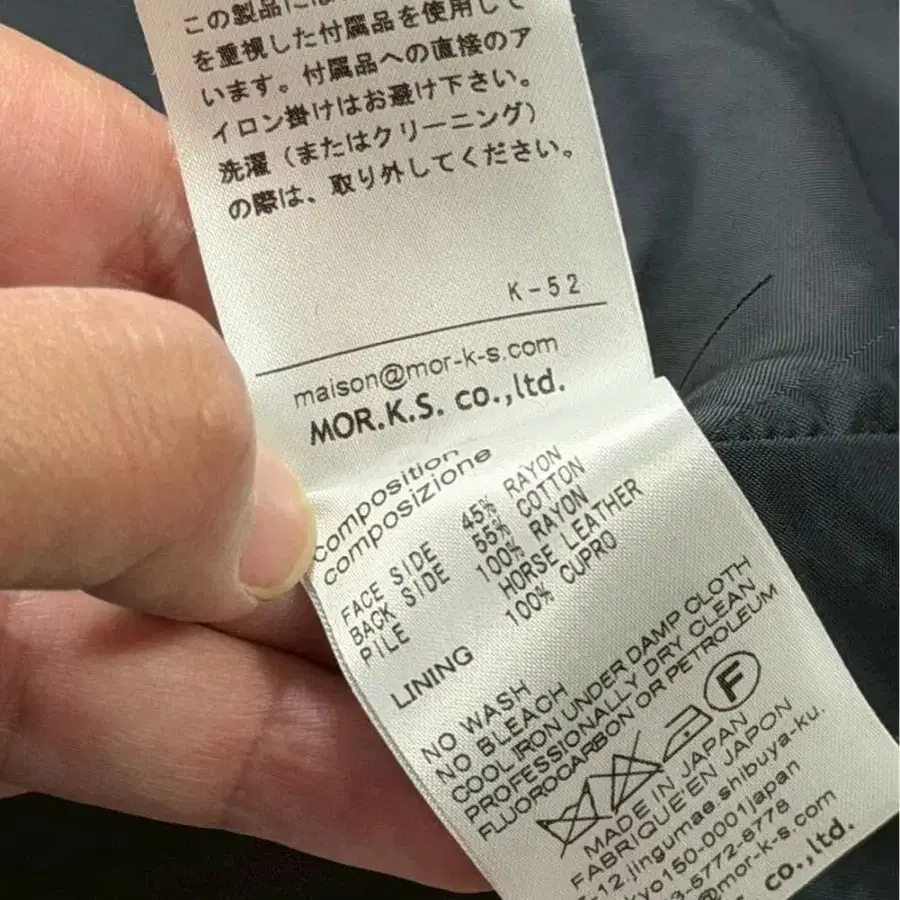 この製品には
を重視した付属品を使用して
います。付属品への直接のア
イロン掛けはお避け下さい。
洗濯（またはクリーニング）
の際は、取り外してください。
K-52
maison@mor-k-s.com
MOR.K.S. co.,ltd.
composition
composizione
FACE SIDE 45% RAYON
BACK SIDE 55% COTTON
PILE 100% RAYON
HORSE LEATHER
LINING 100% CUPRO
NO WASH
NO BLEACH
COOL IRON UNDER DAMP CLOTH
PROFESSIONALLY DRY CLEAN
FLUOROCARBON OR PETROLEUM
F
MADE IN JAPAN
FABRIQUE'EN JAPON
-12.jingumae.shibuya-ku.
kyo150-0001japan
3-5772-8778
@mor-k-s.com
co.,ltd.